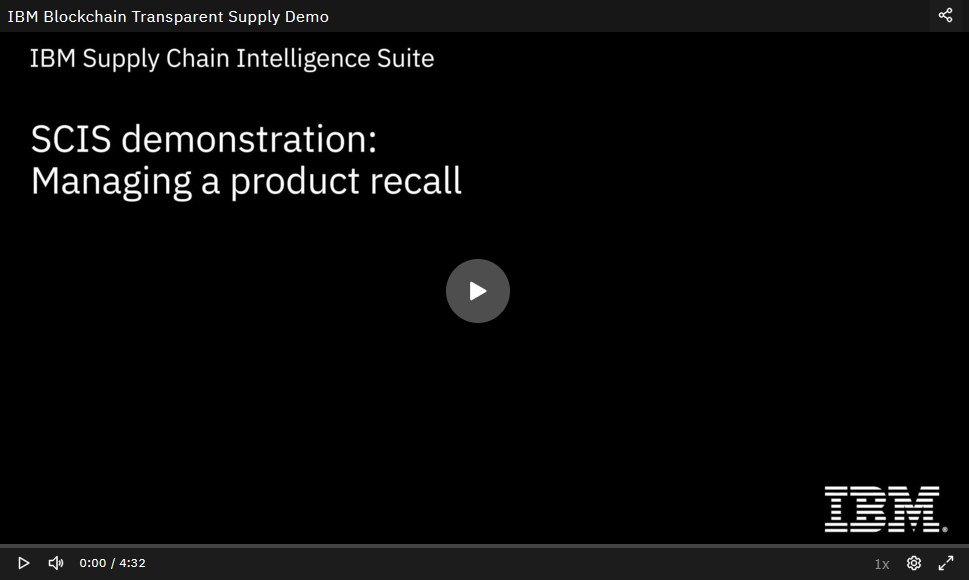 IBM Blockchain Transparent Supply Demo
IBM Supply Chain Intelligence Suite
SCIS demonstration:
Managing a product recall
IBM®
0:00 / 4:32
1x